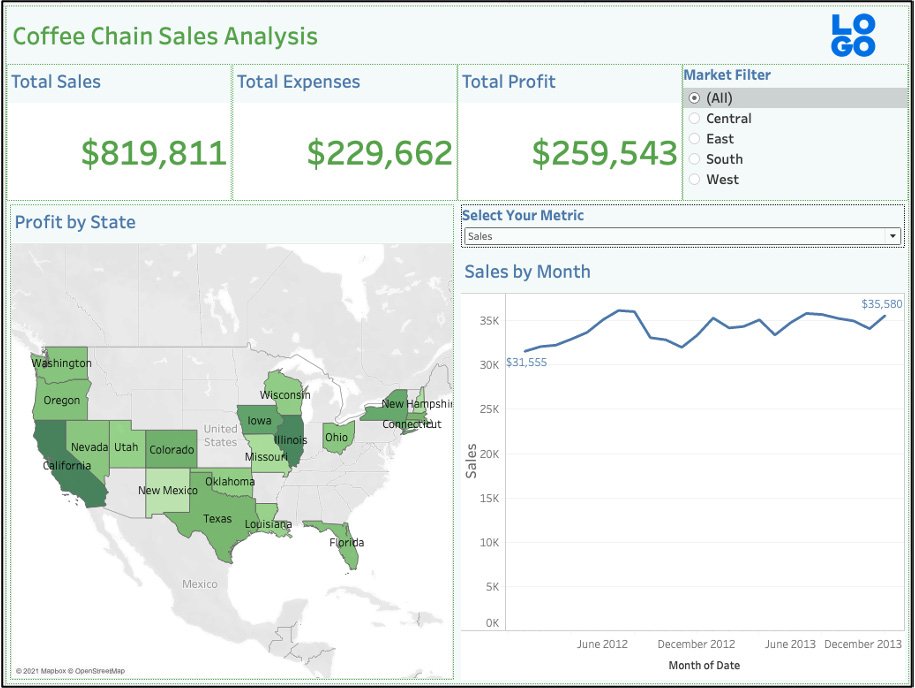 Coffee Chain Sales Analysis
LO
GO
Total Sales
$819,811
Total Expenses
$229,662
Total Profit
$259,543
Market Filter
(All)
Central
East
South
West
Profit by State
Washington
Oregon
California
Nevada
Utah
Colorado
New Mexico
Oklahoma
Texas
Louisiana
Florida
Wisconsin
Iowa
Illinois
Missouri
Ohio
New Hampshir
Connecticut
United
States
Mexico
© 2021 Mapbox © OpenStreetMap
Select Your Metric
Sales
Sales by Month
Sales
35K
30K
25K
20K
15K
10K
5K
0K
$31,555
$35,580
June 2012
December 2012
June 2013
December 2013
Month of Date